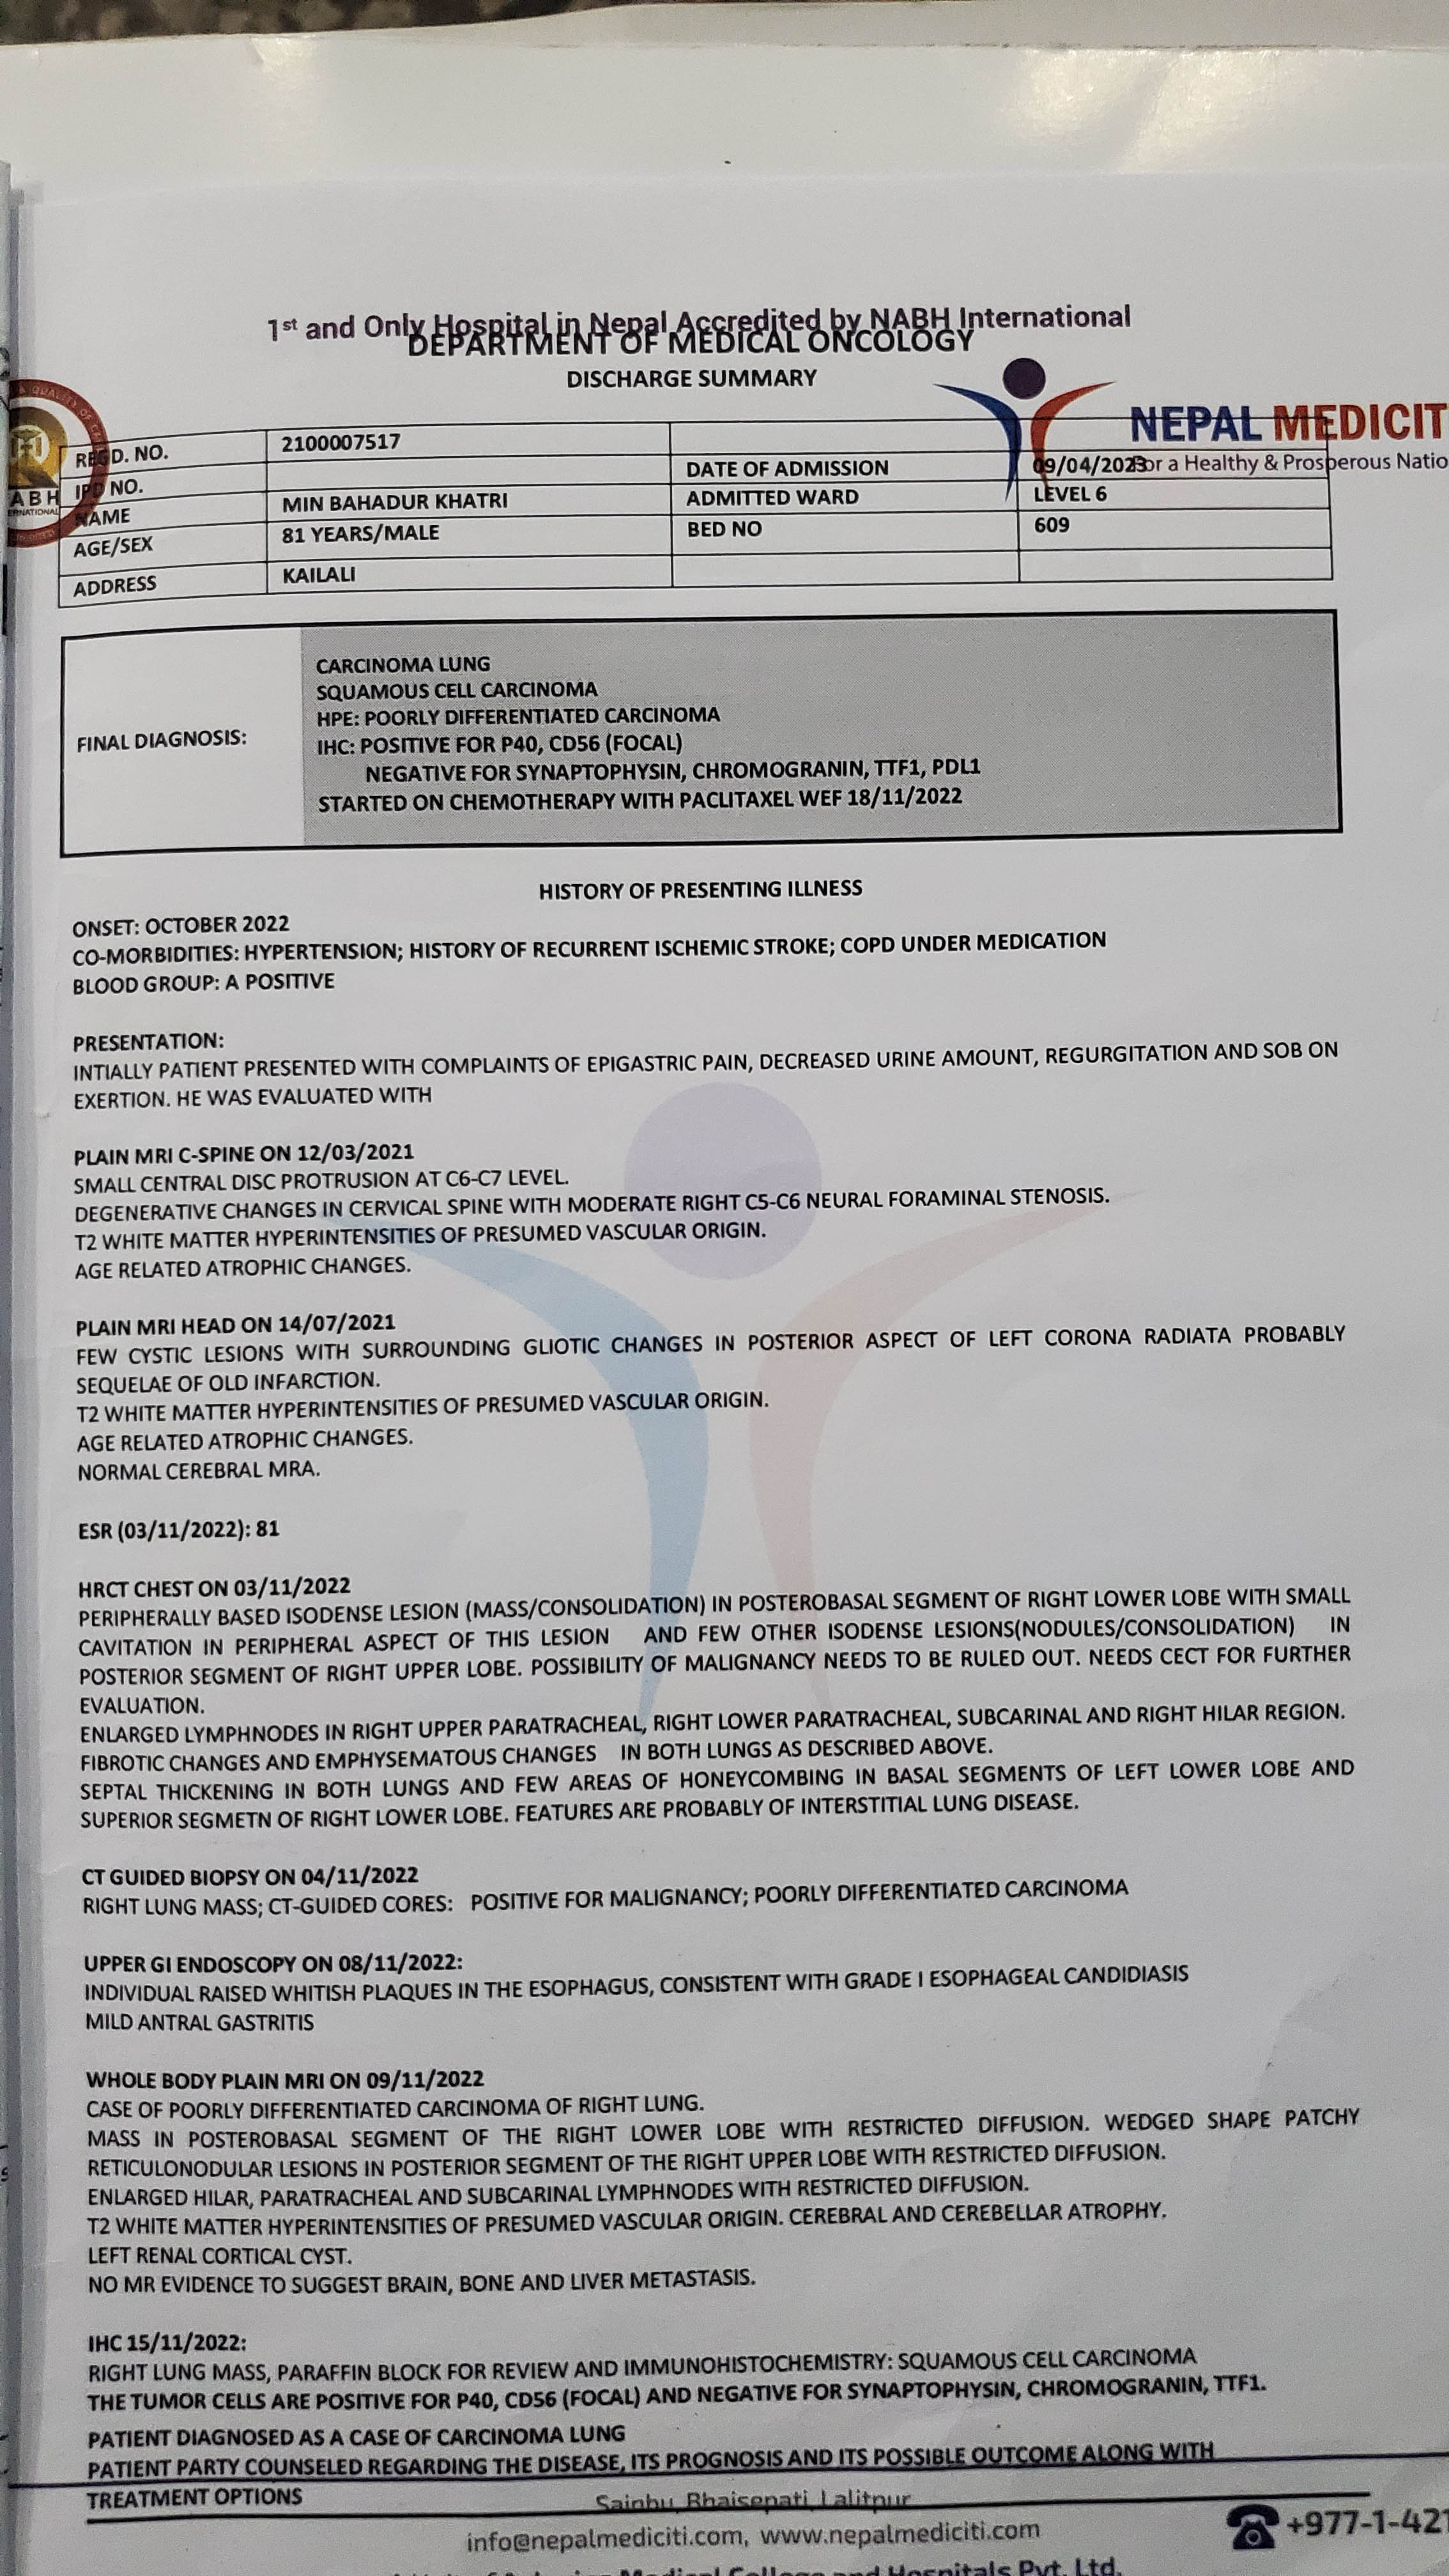 1st and Only Hospital in Nepal Accredited by NABH International
DEPARTMENT OF MEDICAL ONCOLOGY
DISCHARGE SUMMARY
NEPAL MEDICIT
For a Healthy & Prosperous Natio
ABH
REGD. NO. 2100007517
IPD NO. DATE OF ADMISSION 09/04/2023
NAME MIN BAHADUR KHATRI ADMITTED WARD LEVEL 6
AGE/SEX 81 YEARS/MALE BED NO 609
ADDRESS KAILALI
FINAL DIAGNOSIS:
CARCINOMA LUNG
SQUAMOUS CELL CARCINOMA
HPE: POORLY DIFFERENTIATED CARCINOMA
IHC: POSITIVE FOR P40, CD56 (FOCAL)
NEGATIVE FOR SYNAPTOPHYSIN, CHROMOGRANIN, TTF1, PDL1
STARTED ON CHEMOTHERAPY WITH PACLITAXEL WEF 18/11/2022
HISTORY OF PRESENTING ILLNESS
ONSET: OCTOBER 2022
CO-MORBIDITIES: HYPERTENSION; HISTORY OF RECURRENT ISCHEMIC STROKE; COPD UNDER MEDICATION
BLOOD GROUP: A POSITIVE
PRESENTATION:
INTIALLY PATIENT PRESENTED WITH COMPLAINTS OF EPIGASTRIC PAIN, DECREASED URINE AMOUNT, REGURGITATION AND SOB ON
EXERTION. HE WAS EVALUATED WITH
PLAIN MRI C-SPINE ON 12/03/2021
SMALL CENTRAL DISC PROTRUSION AT C6-C7 LEVEL.
DEGENERATIVE CHANGES IN CERVICAL SPINE WITH MODERATE RIGHT C5-C6 NEURAL FORAMINAL STENOSIS.
T2 WHITE MATTER HYPERINTENSITIES OF PRESUMED VASCULAR ORIGIN.
AGE RELATED ATROPHIC CHANGES.
PLAIN MRI HEAD ON 14/07/2021
FEW CYSTIC LESIONS WITH SURROUNDING GLIOTIC CHANGES IN POSTERIOR ASPECT OF LEFT CORONA RADIATA PROBABLY
SEQUELAE OF OLD INFARCTION.
T2 WHITE MATTER HYPERINTENSITIES OF PRESUMED VASCULAR ORIGIN.
AGE RELATED ATROPHIC CHANGES.
NORMAL CEREBRAL MRA.
ESR (03/11/2022): 81
HRCT CHEST ON 03/11/2022
PERIPHERALLY BASED ISODENSE LESION (MASS/CONSOLIDATION) IN POSTEROBASAL SEGMENT OF RIGHT LOWER LOBE WITH SMALL
CAVITATION IN PERIPHERAL ASPECT OF THIS LESION AND FEW OTHER ISODENSE LESIONS(NODULES/CONSOLIDATION) IN
POSTERIOR SEGMENT OF RIGHT UPPER LOBE. POSSIBILITY OF MALIGNANCY NEEDS TO BE RULED OUT. NEEDS CECT FOR FURTHER
EVALUATION.
ENLARGED LYMPHNODES IN RIGHT UPPER PARATRACHEAL, RIGHT LOWER PARATRACHEAL, SUBCARINAL AND RIGHT HILAR REGION.
FIBROTIC CHANGES AND EMPHYSEMATOUS CHANGES IN BOTH LUNGS AS DESCRIBED ABOVE.
SEPTAL THICKENING IN BOTH LUNGS AND FEW AREAS OF HONEYCOMBING IN BASAL SEGMENTS OF LEFT LOWER LOBE AND
SUPERIOR SEGMETN OF RIGHT LOWER LOBE. FEATURES ARE PROBABLY OF INTERSTITIAL LUNG DISEASE.
CT GUIDED BIOPSY ON 04/11/2022
RIGHT LUNG MASS; CT-GUIDED CORES: POSITIVE FOR MALIGNANCY; POORLY DIFFERENTIATED CARCINOMA
UPPER GI ENDOSCOPY ON 08/11/2022:
INDIVIDUAL RAISED WHITISH PLAQUES IN THE ESOPHAGUS, CONSISTENT WITH GRADE I ESOPHAGEAL CANDIDIASIS
MILD ANTRAL GASTRITIS
WHOLE BODY PLAIN MRI ON 09/11/2022
CASE OF POORLY DIFFERENTIATED CARCINOMA OF RIGHT LUNG.
MASS IN POSTEROBASAL SEGMENT OF THE RIGHT LOWER LOBE WITH RESTRICTED DIFFUSION. WEDGED SHAPE PATCHY
RETICULONODULAR LESIONS IN POSTERIOR SEGMENT OF THE RIGHT UPPER LOBE WITH RESTRICTED DIFFUSION.
ENLARGED HILAR, PARATRACHEAL AND SUBCARINAL LYMPHNODES WITH RESTRICTED DIFFUSION.
T2 WHITE MATTER HYPERINTENSITIES OF PRESUMED VASCULAR ORIGIN. CEREBRAL AND CEREBELLAR ATROPHY.
LEFT RENAL CORTICAL CYST.
NO MR EVIDENCE TO SUGGEST BRAIN, BONE AND LIVER METASTASIS.
IHC 15/11/2022:
RIGHT LUNG MASS, PARAFFIN BLOCK FOR REVIEW AND IMMUNOHISTOCHEMISTRY: SQUAMOUS CELL CARCINOMA
THE TUMOR CELLS ARE POSITIVE FOR P40, CD56 (FOCAL) AND NEGATIVE FOR SYNAPTOPHYSIN, CHROMOGRANIN, TTF1.
PATIENT DIAGNOSED AS A CASE OF CARCINOMA LUNG
PATIENT PARTY COUNSELED REGARDING THE DISEASE, ITS PROGNOSIS AND ITS POSSIBLE OUTCOME ALONG WITH
TREATMENT OPTIONS
Sainbu, Bhaisepati, Lalitpur
info@nepalmediciti.com, www.nepalmediciti.com
+977-1-421
Medical College and Hospitals Pvt. Ltd.